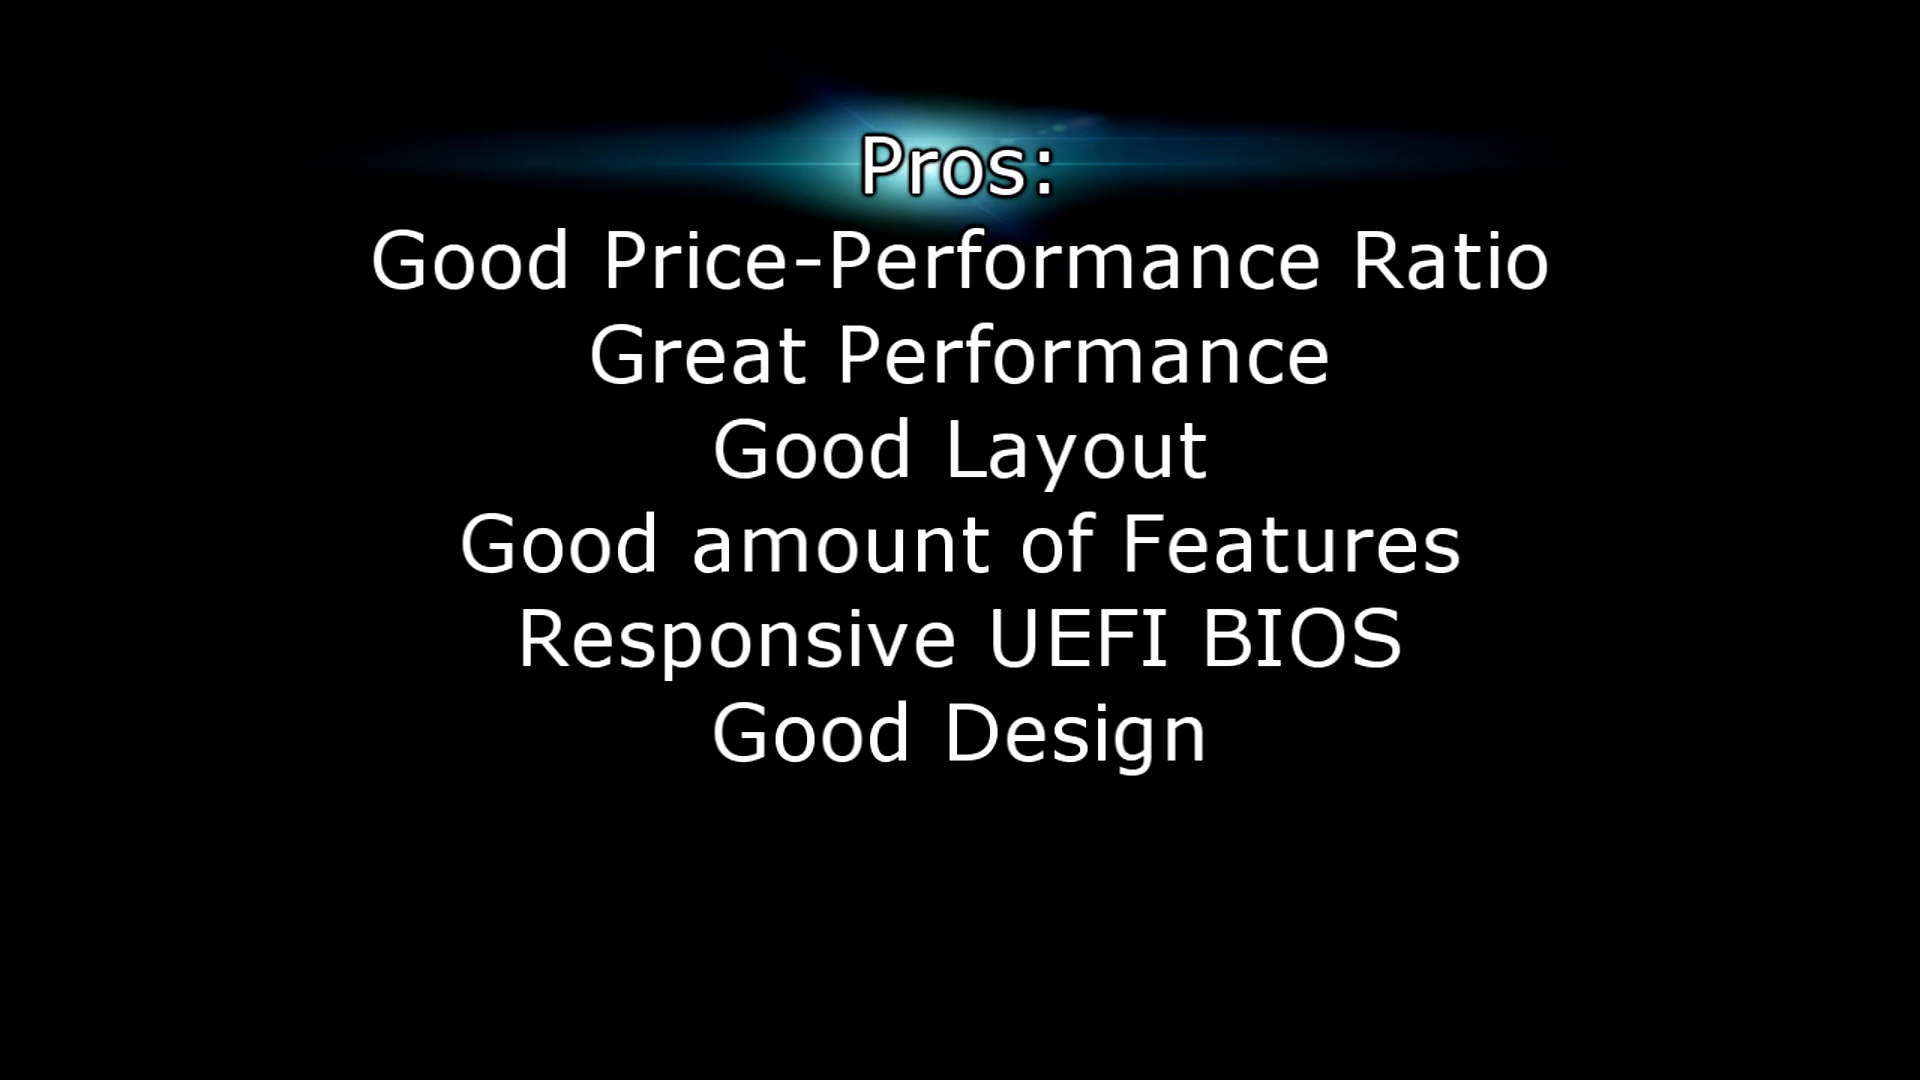 Pros:
Good Price-Performance Ratio
Great Performance
Good Layout
Good amount of Features
Responsive UEFI BIOS
Good Design